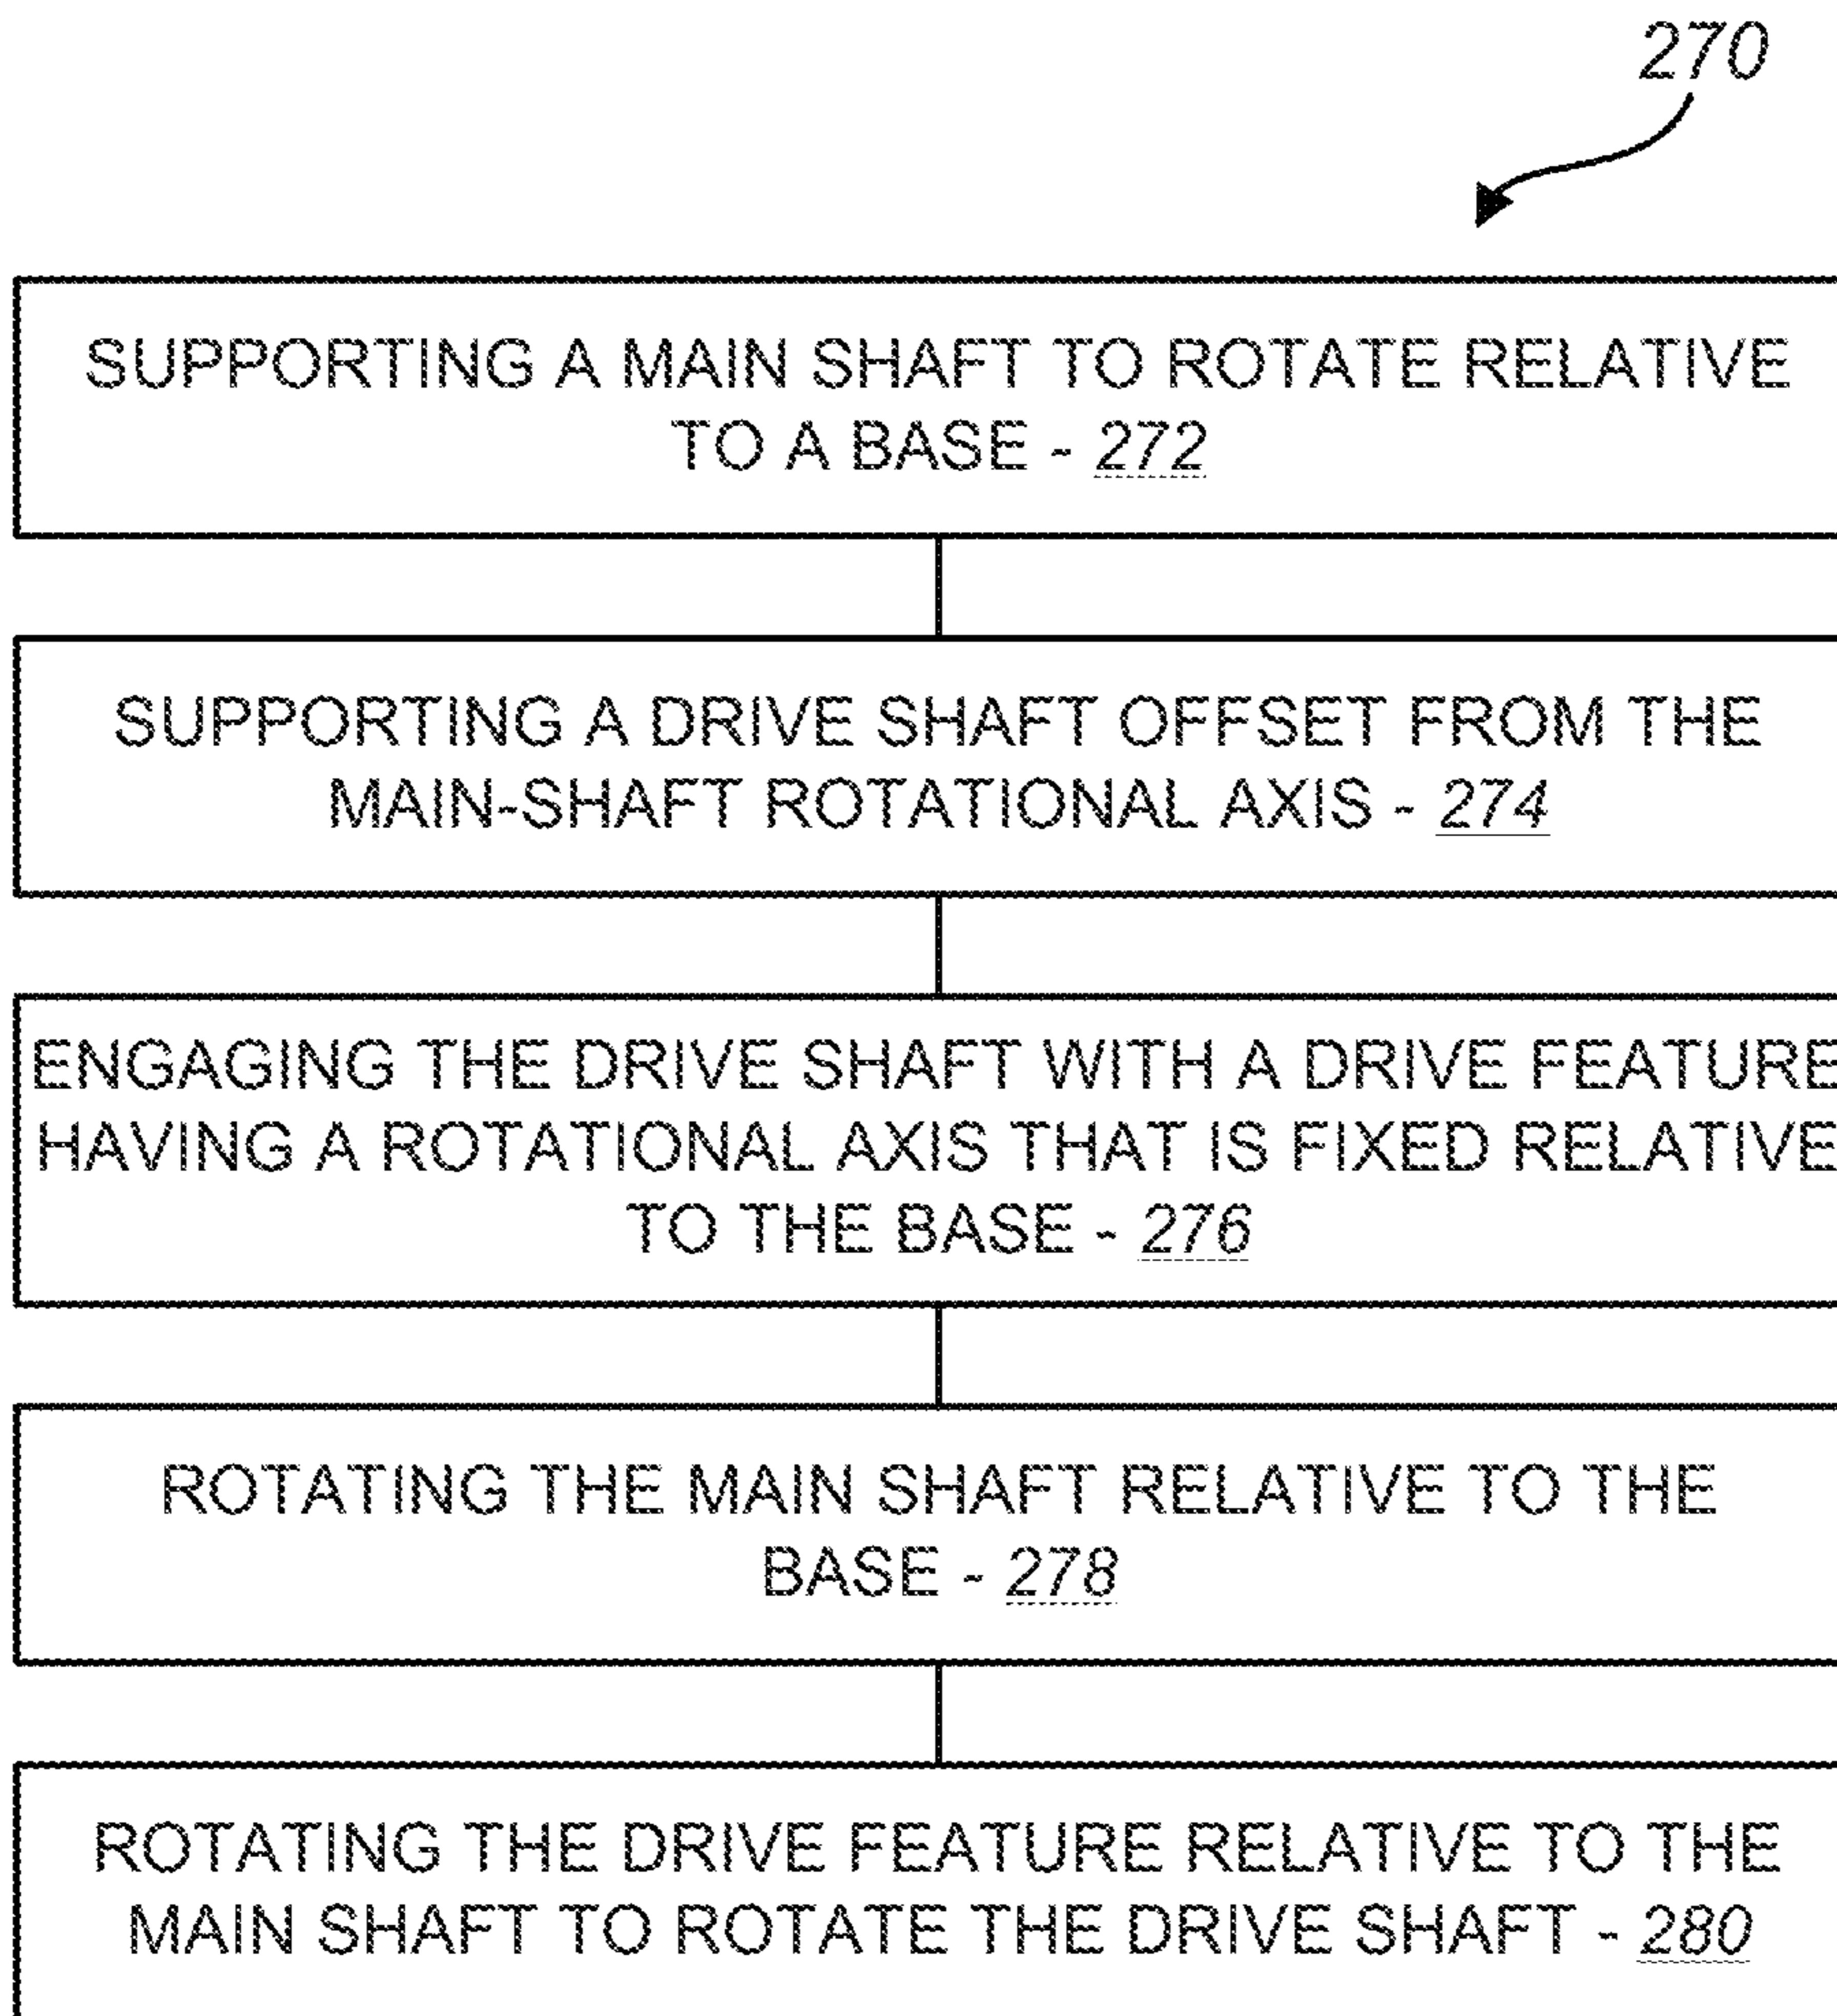 270
SUPPORTING A MAIN SHAFT TO ROTATE RELATIVE
TO A BASE - 272
SUPPORTING A DRIVE SHAFT OFFSET FROM THE
MAIN-SHAFT ROTATIONAL AXIS - 274
ENGAGING THE DRIVE SHAFT WITH A DRIVE FEATURE
HAVING A ROTATIONAL AXIS THAT IS FIXED RELATIVE
TO THE BASE - 276
ROTATING THE MAIN SHAFT RELATIVE TO THE
BASE - 278
ROTATING THE DRIVE FEATURE RELATIVE TO THE
MAIN SHAFT TO ROTATE THE DRIVE SHAFT - 280